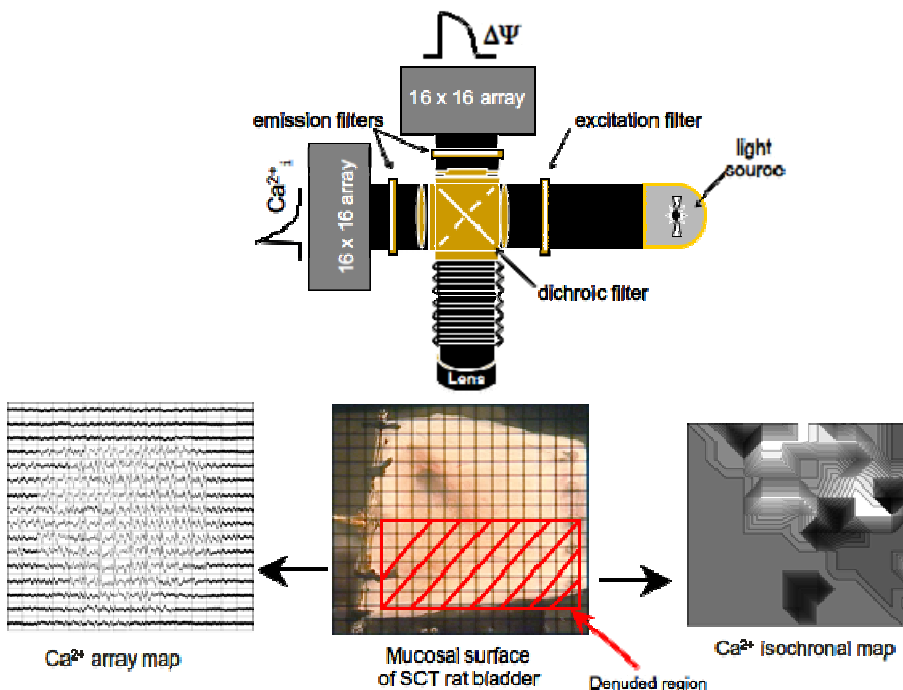 ΔΨ
16 x 16 array
emission filters
excitation filter
light
source
Ca²⁺ᵢ
16 x 16 array
dichroic filter
Lens
Ca²⁺ array map
Mucosal surface
of SCT rat bladder
Ca²⁺ isochronal map
Denuded region